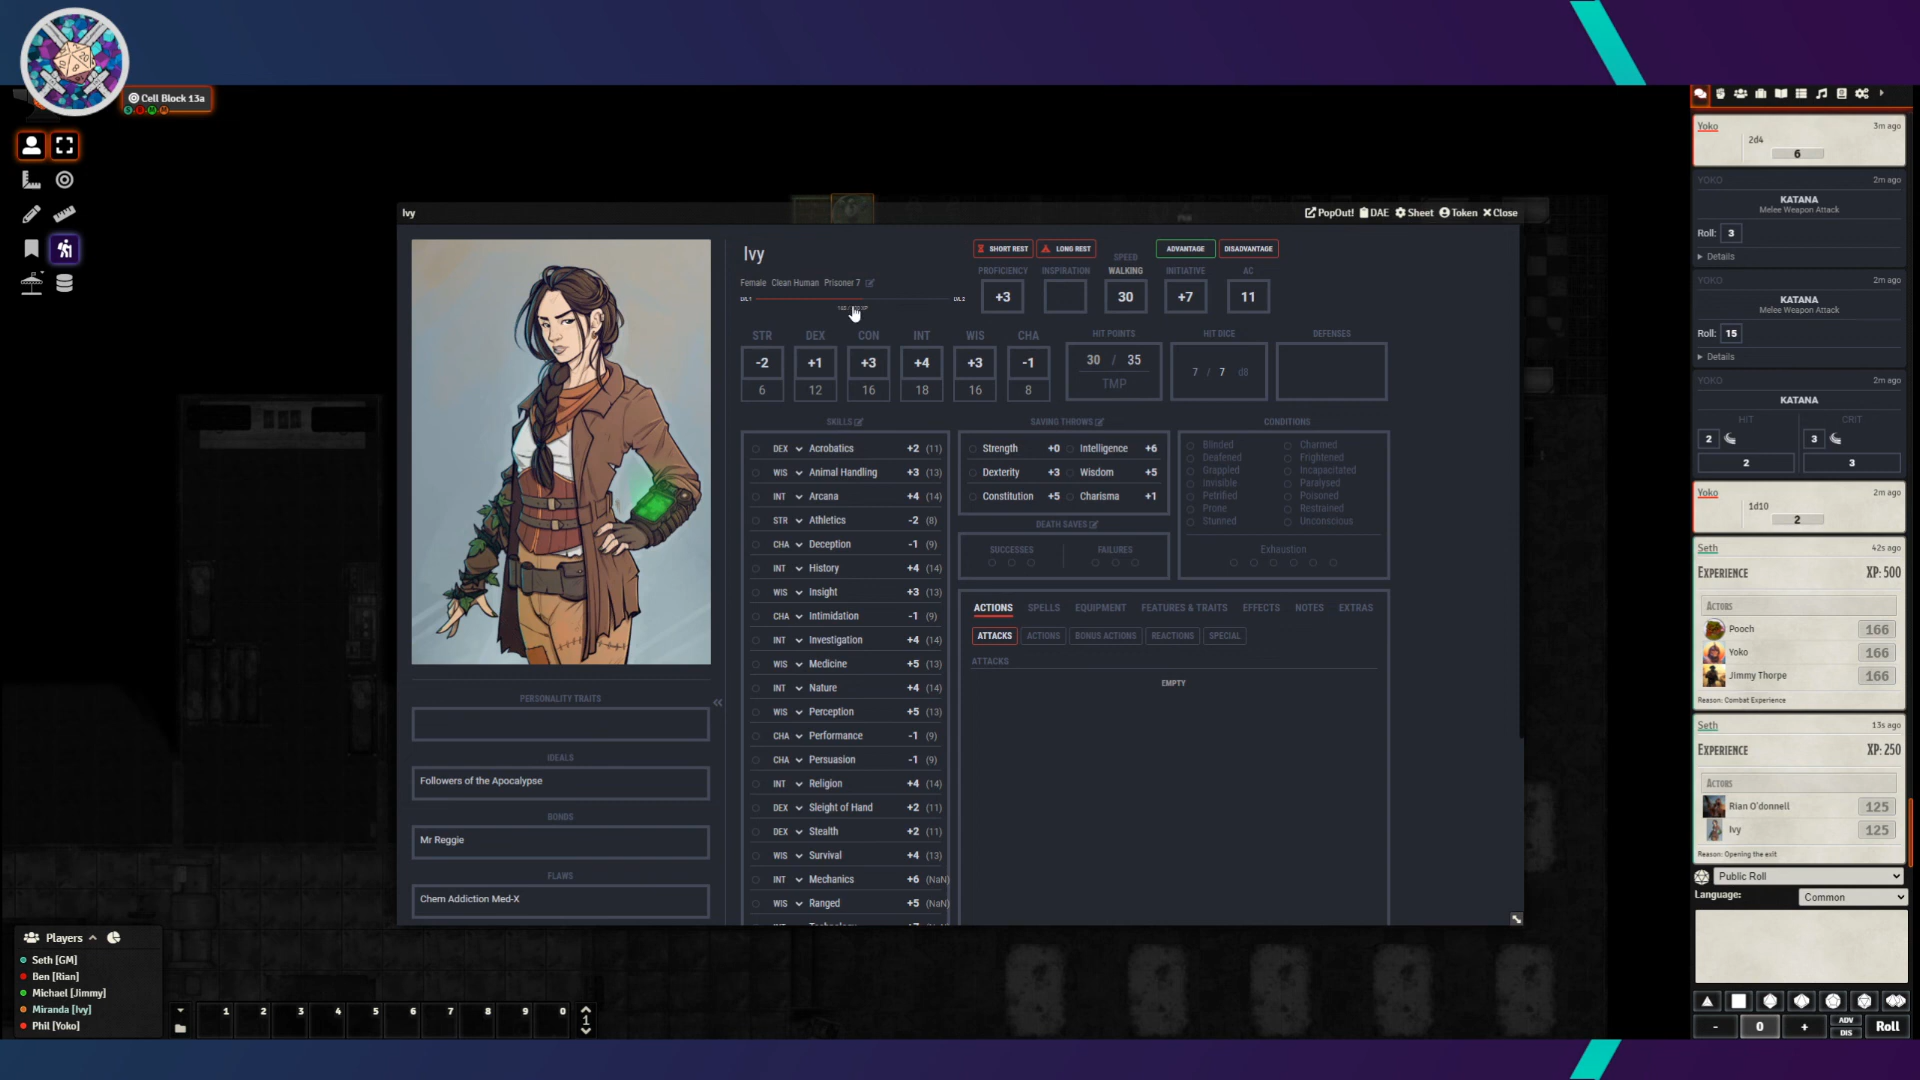 Cell Block 13a
Ivy
PopOut!
DAE
Sheet
Token
Close
Ivy
SHORT REST
LONG REST
ADVANTAGE
DISADVANTAGE
SPEED
PROFICIENCY
INSPIRATION
WALKING
INITIATIVE
AC
Female Clean Human Prisoner 7
+3
30
+7
11
LVL 1
LVL 2
STR DEX CON INT WIS CHA
HIT POINTS
HIT DICE
DEFENSES
-2 +1 +3 +4 +3 -1
6 12 16 18 16 8
30 / 35
TMP
7 / 7 d8
SKILLS
DEX Acrobatics +2 (11)
WIS Animal Handling +3 (13)
INT Arcana +4 (14)
STR Athletics -2 (8)
CHA Deception -1 (9)
INT History +4 (14)
WIS Insight +3 (13)
CHA Intimidation -1 (9)
INT Investigation +4 (14)
WIS Medicine +5 (13)
INT Nature +4 (14)
WIS Perception +5 (13)
CHA Performance -1 (9)
CHA Persuasion -1 (9)
INT Religion +4 (14)
DEX Sleight of Hand +2 (11)
DEX Stealth +2 (11)
WIS Survival +4 (13)
INT Mechanics +6 (NaN)
WIS Ranged +5 (NaN)
SAVING THROWS
Strength +0 Intelligence +6
Dexterity +3 Wisdom +5
Constitution +5 Charisma +1
DEATH SAVES
SUCCESSES
FAILURES
CONDITIONS
Blinded Charmed
Deafened Frightened
Grappled Incapacitated
Invisible Paralysed
Petrified Poisoned
Prone Restrained
Stunned Unconscious
Exhaustion
ACTIONS SPELLS EQUIPMENT FEATURES & TRAITS EFFECTS NOTES EXTRAS
ATTACKS ACTIONS BONUS ACTIONS REACTIONS SPECIAL
ATTACKS
EMPTY
PERSONALITY TRAITS
IDEALS
Followers of the Apocalypse
BONDS
Mr Reggie
FLAWS
Chem Addiction Med-X
Players
Seth [GM]
Ben [Rian]
Michael [Jimmy]
Miranda [Ivy]
Phil [Yoko]
1 2 3 4 5 6 7 8 9 0
1
Yoko 3m ago
2d4
6
YOKO 2m ago
KATANA
Melee Weapon Attack
Roll: 3
Details
YOKO 2m ago
KATANA
Melee Weapon Attack
Roll: 15
Details
YOKO 2m ago
KATANA
HIT CRIT
2 3
2 3
Yoko 2m ago
1d10
2
Seth 42s ago
EXPERIENCE XP: 500
ACTORS
Pooch 166
Yoko 166
Jimmy Thorpe 166
Reason: Combat Experience
Seth 13s ago
EXPERIENCE XP: 250
ACTORS
Rian O'donnell 125
Ivy 125
Reason: Opening the exit
Public Roll
Language: Common
- 0 + ADV DIS Roll